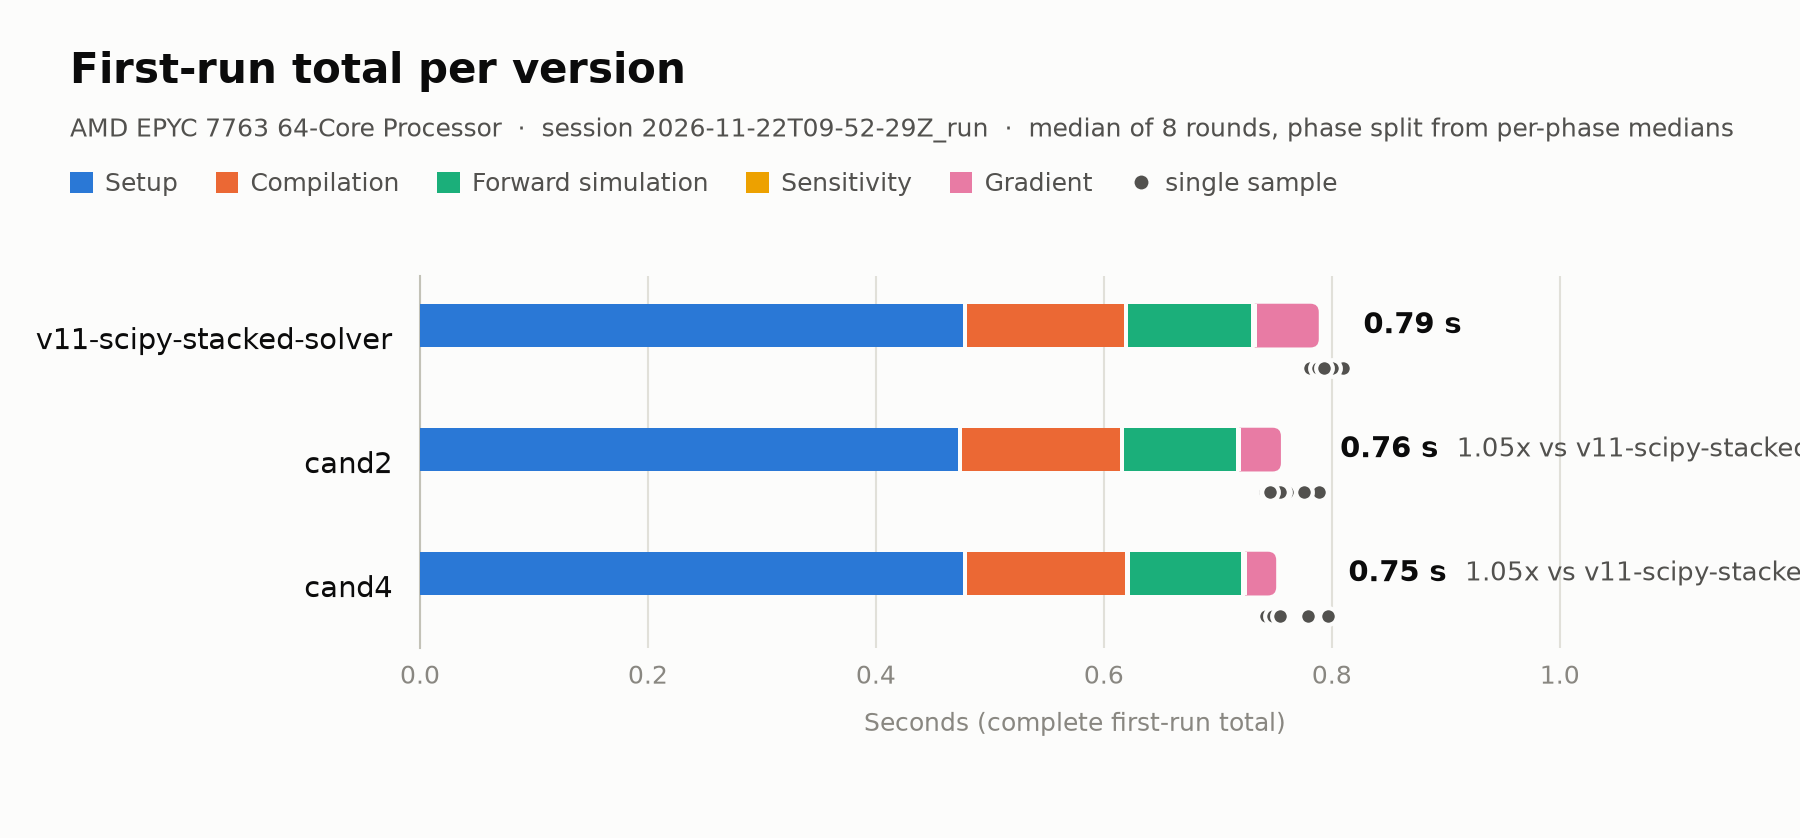 First-run total per version
AMD EPYC 7763 64-Core Processor · session 2026-11-22T09-52-29Z_run · median of 8 rounds, phase split from per-phase medians
Setup Compilation Forward simulation Sensitivity Gradient single sample
v11-scipy-stacked-solver 0.79 s
cand2 0.76 s 1.05x vs v11-scipy-stacked
cand4 0.75 s 1.05x vs v11-scipy-stacke
0.0 0.2 0.4 0.6 0.8 1.0
Seconds (complete first-run total)